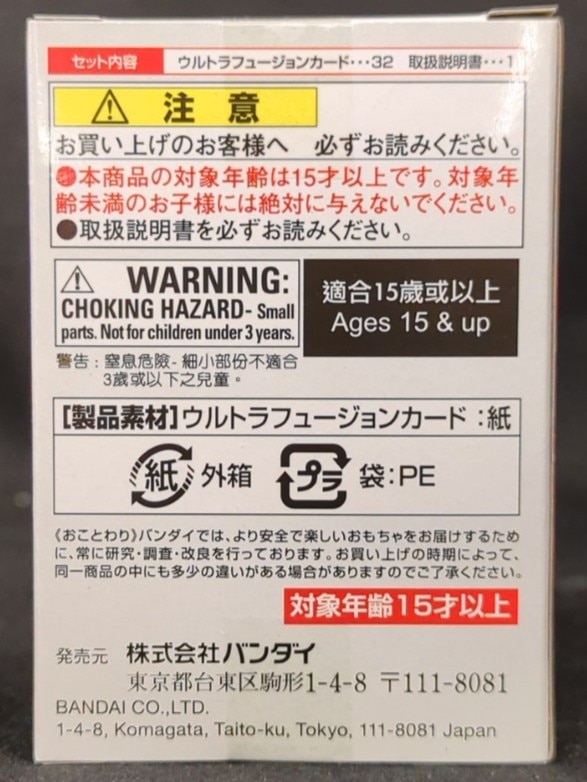 セット内容 ウルトラフュージョンカード･･･32 取扱説明書･･･1
注意
お買い上げのお客様へ 必ずお読みください。
●本商品の対象年齢は15才以上です。対象年
齢未満のお子様には絶対に与えないでください。
●取扱説明書を必ずお読みください。
WARNING:
CHOKING HAZARD- Small
parts. Not for children under 3 years.
適合15歳或以上
Ages 15 & up
警告 : 窒息危險- 細小部份不適合
3歲或以下之兒童。
【製品素材】ウルトラフュージョンカード：紙
紙 外箱 プラ 袋：PE
《おことわり》バンダイでは、より安全で楽しいおもちゃをお届けするため
に、常に研究・調査・改良を行っております。お買い上げの時期によって、
同一商品の中にも多少の違いがある場合がありますのでご了承ください。
対象年齢15才以上
発売元 株式会社バンダイ
東京都台東区駒形1-4-8 〒111-8081
BANDAI CO.,LTD.
1-4-8, Komagata, Taito-ku, Tokyo, 111-8081 Japan